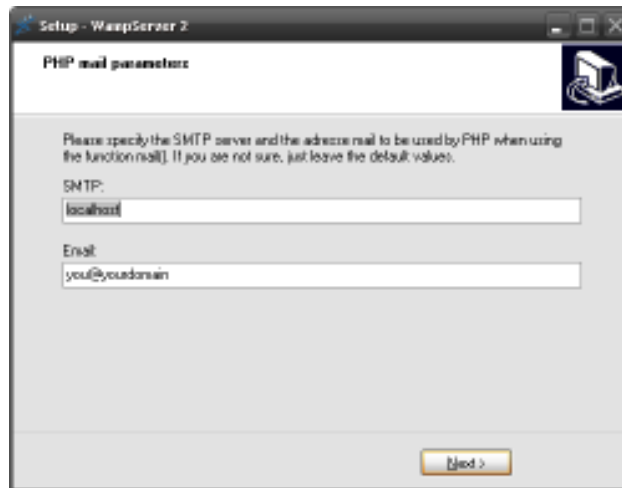 Setup - WampServer 2
PHP mail parameters
Please specify the SMTP server and the adresse mail to be used by PHP when using
the function mail(). If you are not sure, just leave the default values.
SMTP:
localhost
Email:
you@yourdomain
Next >